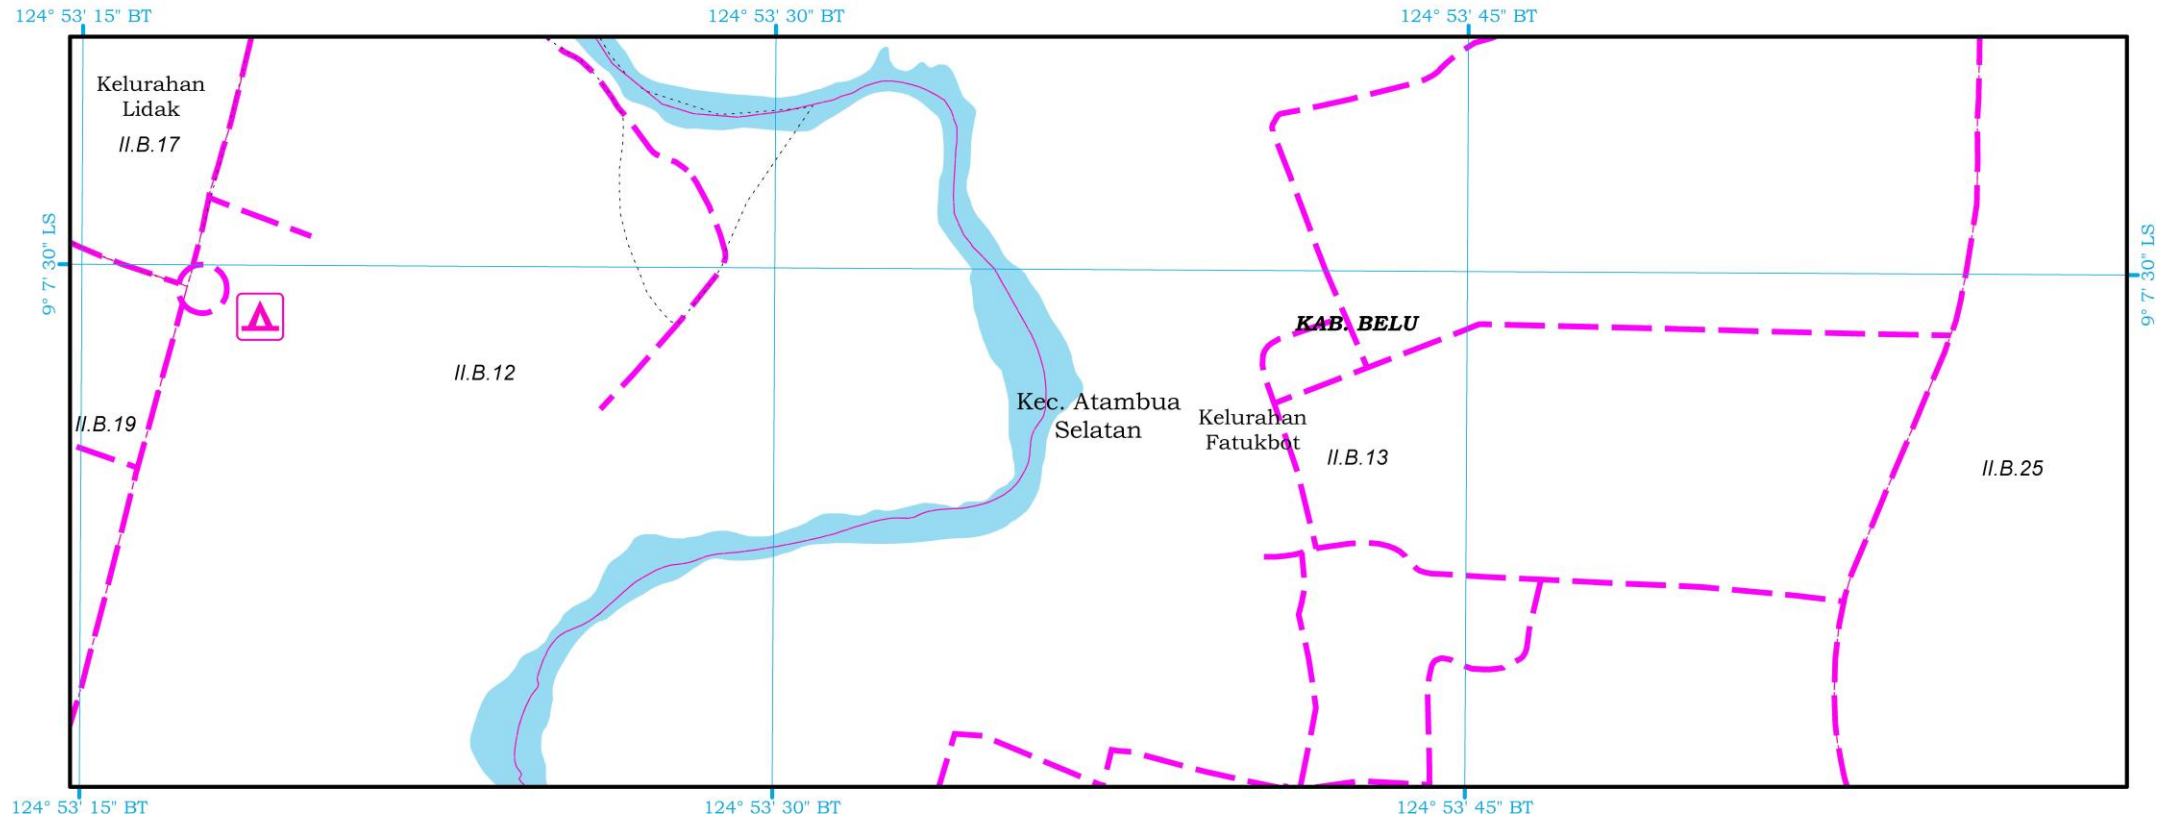 124° 53' 15" BT
124° 53' 30" BT
124° 53' 45" BT
Kelurahan
Lidak
II.B.17
9° 7' 30" LS
9° 7' 30" LS
KAB. BELU
II.B.12
Kec. Atambua
Selatan
Kelurahan
Fatukbot
II.B.19
II.B.13
II.B.25
124° 53' 15" BT
124° 53' 30" BT
124° 53' 45" BT